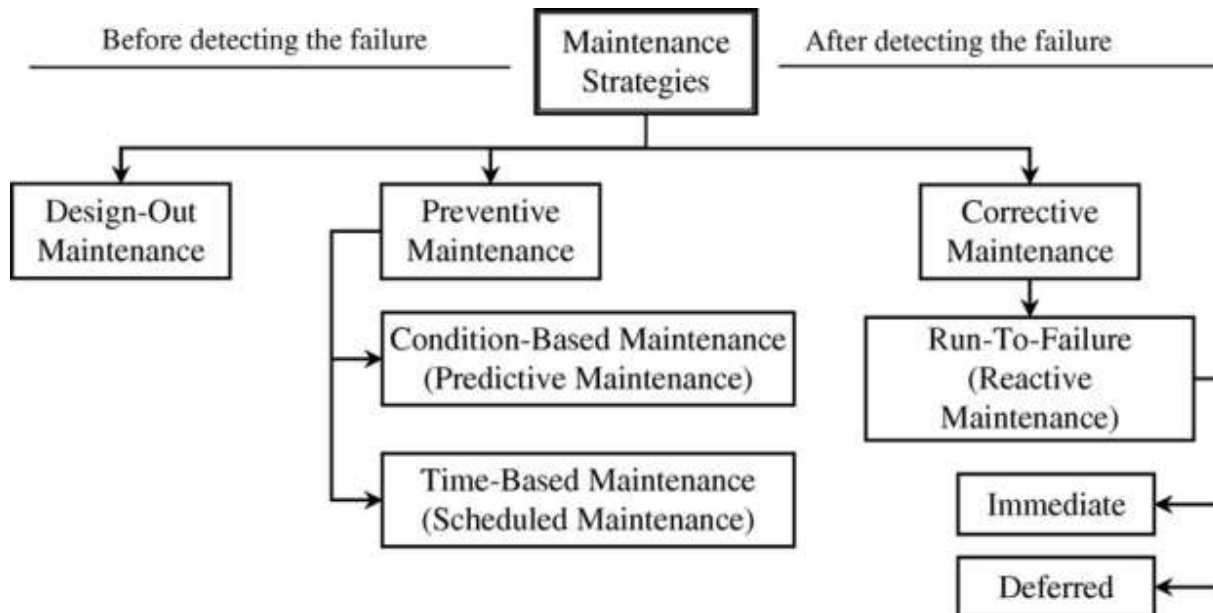 Before detecting the failure
Maintenance
Strategies
After detecting the failure
Design-Out
Maintenance
Preventive
Maintenance
Corrective
Maintenance
Condition-Based Maintenance
(Predictive Maintenance)
Run-To-Failure
(Reactive
Maintenance)
Time-Based Maintenance
(Scheduled Maintenance)
Immediate
Deferred